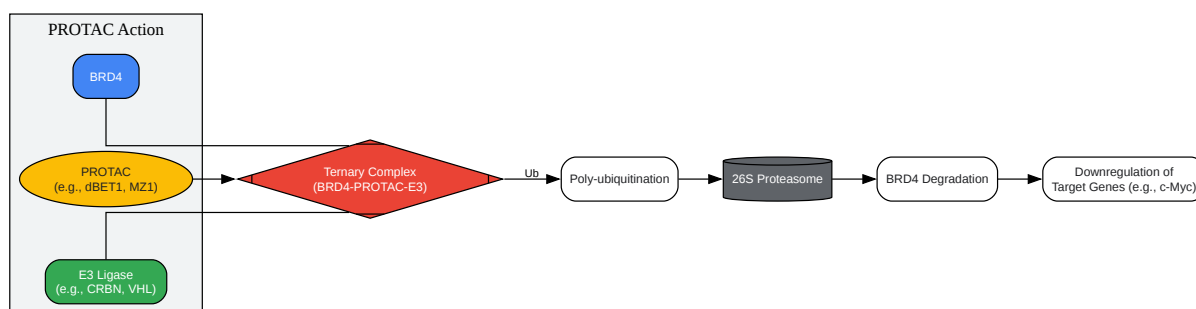 PROTAC Action
BRD4
PROTAC
(e.g., dBET1, MZ1)
E3 Ligase
(e.g., CRBN, VHL)
Ternary Complex
(BRD4-PROTAC-E3)
Ub
Poly-ubiquitination
26S Proteasome
BRD4 Degradation
Downregulation of
Target Genes (e.g., c-Myc)